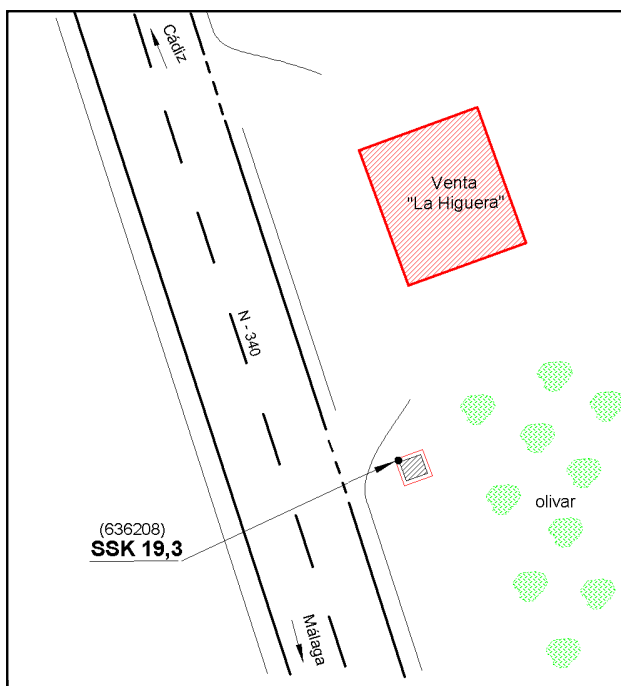 Cádiz
Venta
"La Higuera"
N - 340
olivar
(636208)
SSK 19,3
Málaga